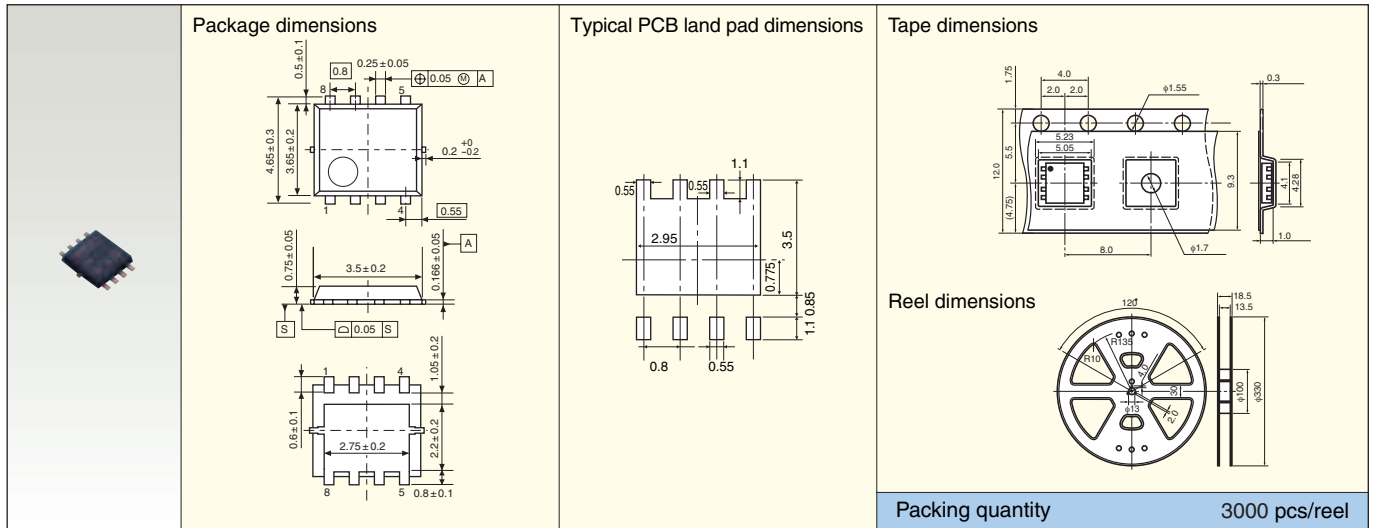 Package dimensions
0.5±0.1
0.8
0.25±0.05
0.05 M A
8
5
4.65±0.3
3.65±0.2
0.2 +0 −0.2
1
4
0.55
A
0.75±0.05
3.5±0.2
0.166±0.05
S
0.05 S
1.05±0.2
1
4
0.6±0.1
2.75±0.2
2.2±0.2
8
5
0.8±0.1
Typical PCB land pad dimensions
1.1
0.55
0.55
2.95
3.5
0.775
0.85
1.1
0.8
0.55
Tape dimensions
1.75
4.0
0.3
2.0
2.0
φ1.55
5.23
5.05
12.0
5.5
(4.75)
9.3
4.1
4.28
8.0
φ1.7
1.0
Reel dimensions
120°
18.5
13.5
R135
R10
4.0
30
φ13
2.0
φ100
φ330
Packing quantity
3000 pcs/reel